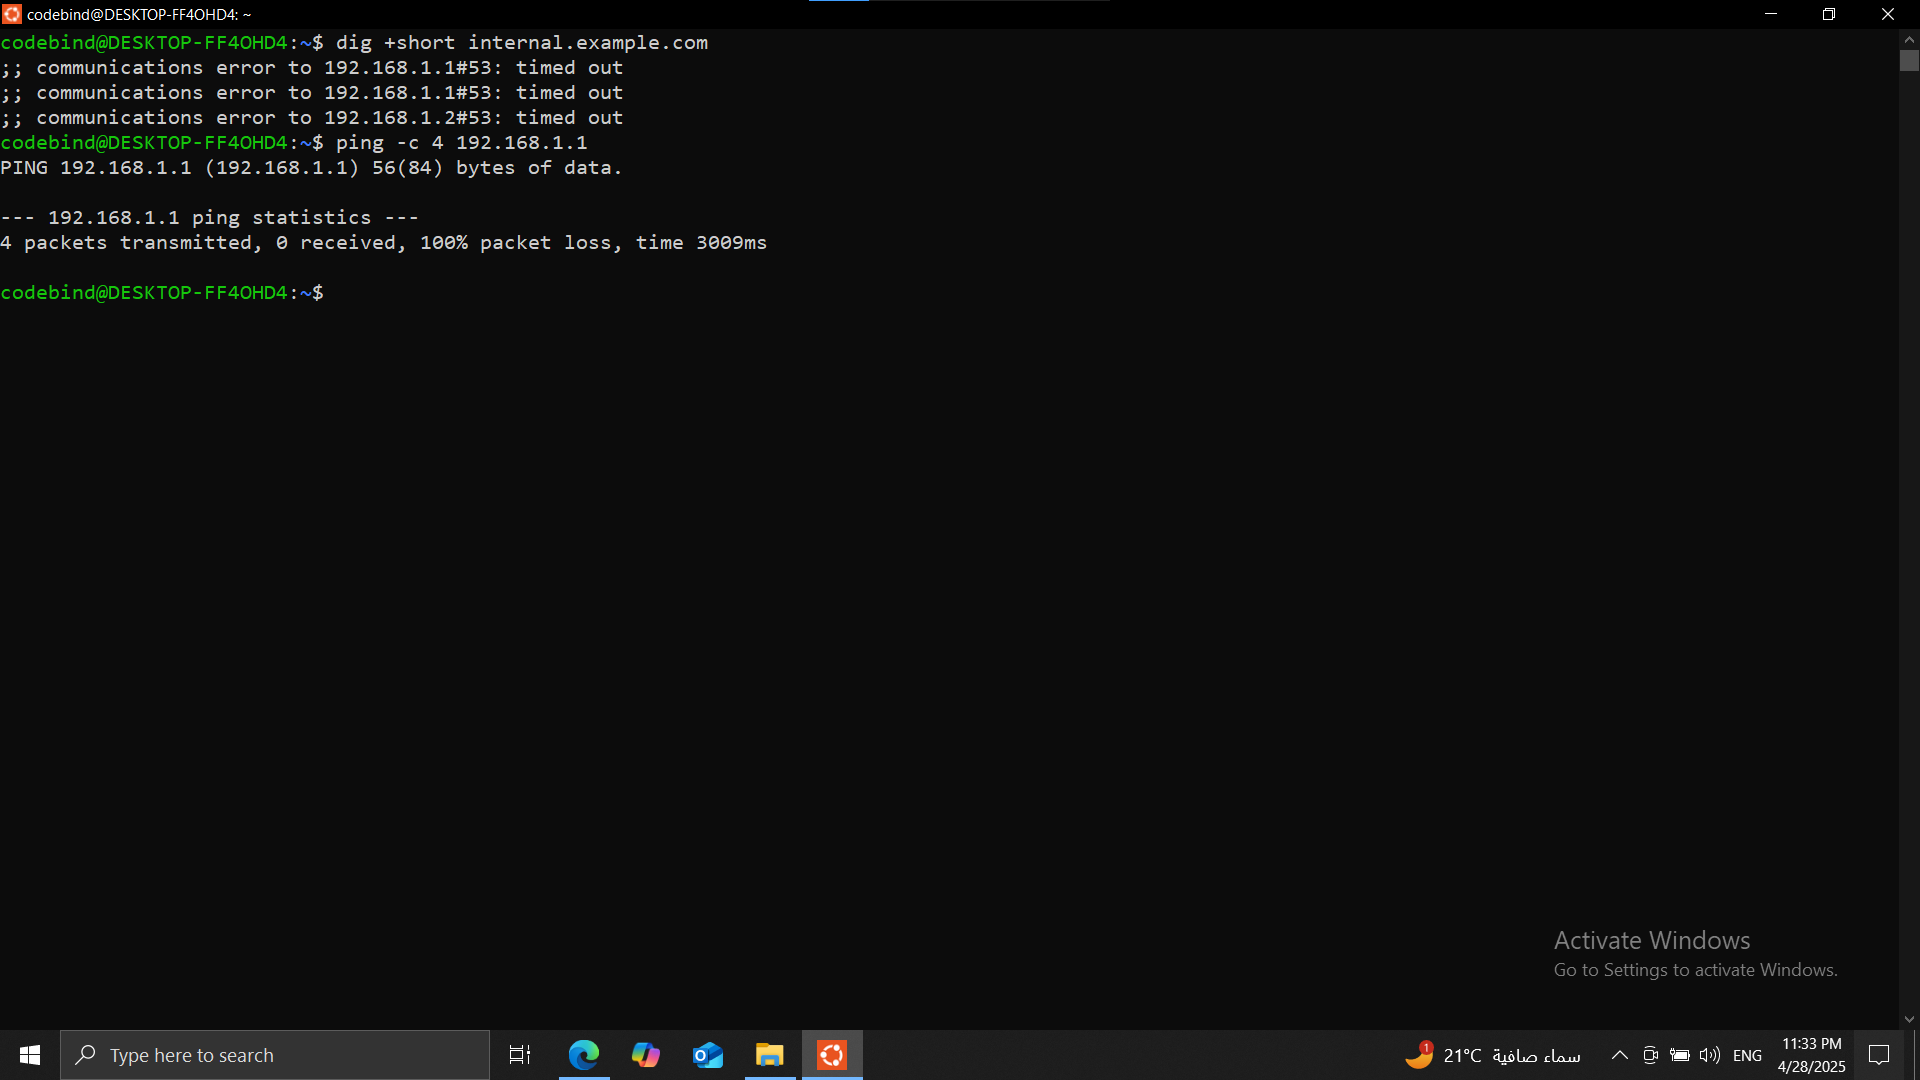 codebind@DESKTOP-FF4OHD4: ~
codebind@DESKTOP-FF4OHD4:~$ dig +short internal.example.com
;; communications error to 192.168.1.1#53: timed out
;; communications error to 192.168.1.1#53: timed out
;; communications error to 192.168.1.2#53: timed out
codebind@DESKTOP-FF4OHD4:~$ ping -c 4 192.168.1.1
PING 192.168.1.1 (192.168.1.1) 56(84) bytes of data.
--- 192.168.1.1 ping statistics ---
4 packets transmitted, 0 received, 100% packet loss, time 3009ms
codebind@DESKTOP-FF4OHD4:~$
Activate Windows
Go to Settings to activate Windows.
Type here to search
1
21°C سماء صافية
ENG
11:33 PM
4/28/2025